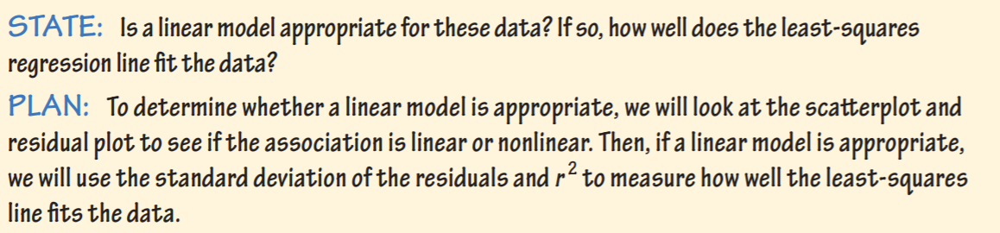 STATE: Is a linear model appropriate for these data? If so, how well does the least-squares
regression line fit the data?
PLAN: To determine whether a linear model is appropriate, we will look at the scatterplot and
residual plot to see if the association is linear or nonlinear. Then, if a linear model is appropriate,
we will use the standard deviation of the residuals and r² to measure how well the least-squares
line fits the data.